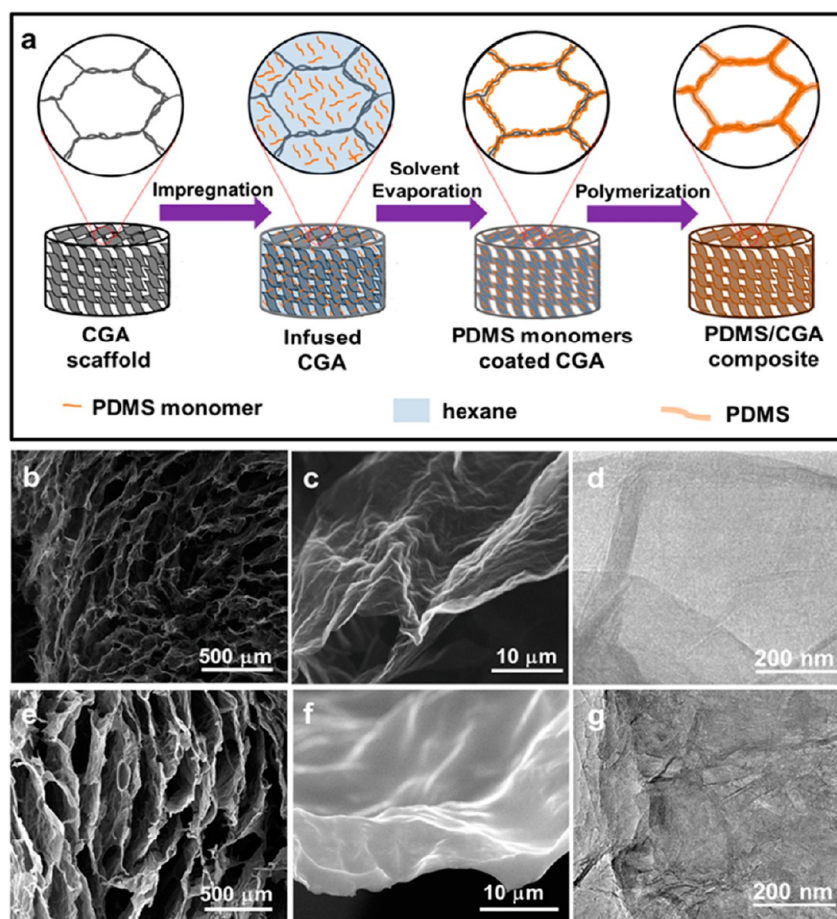 a
Impregnation
Solvent
Evaporation
Polymerization
CGA
scaffold
Infused
CGA
PDMS monomers
coated CGA
PDMS/CGA
composite
PDMS monomer
hexane
PDMS
b
500 μm
c
10 μm
d
200 nm
e
500 μm
f
10 μm
g
200 nm